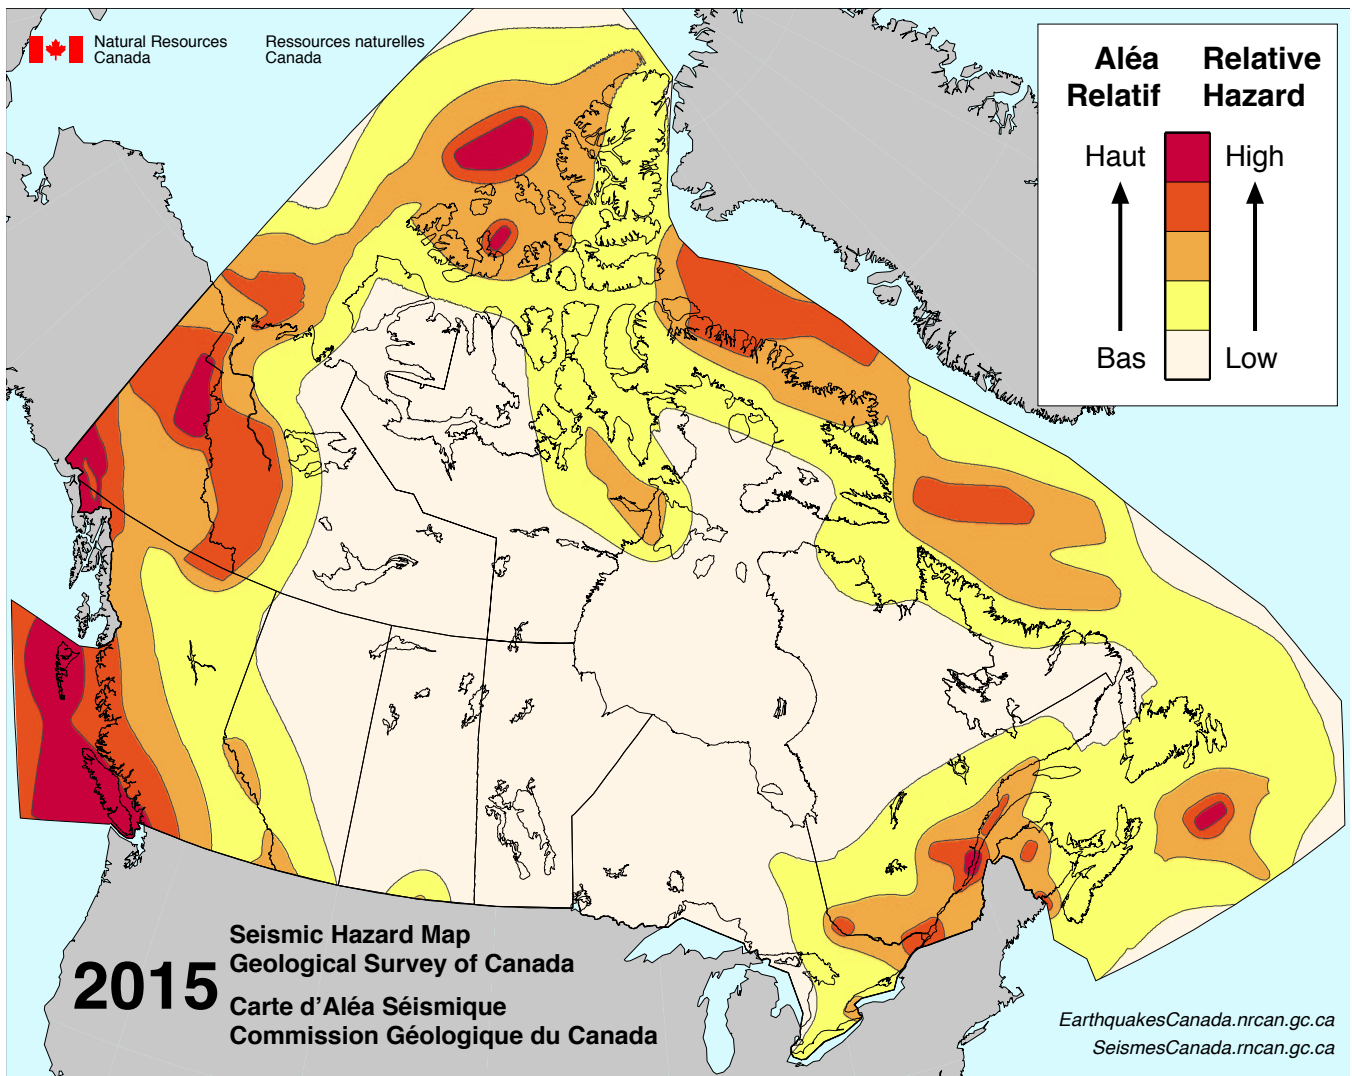 Natural Resources
Canada
Ressources naturelles
Canada
Aléa
Relatif
Relative
Hazard
Haut
High
Bas
Low
2015
Seismic Hazard Map
Geological Survey of Canada
Carte d'Aléa Séismique
Commission Géologique du Canada
EarthquakesCanada.nrcan.gc.ca
SeismesCanada.rncan.gc.ca